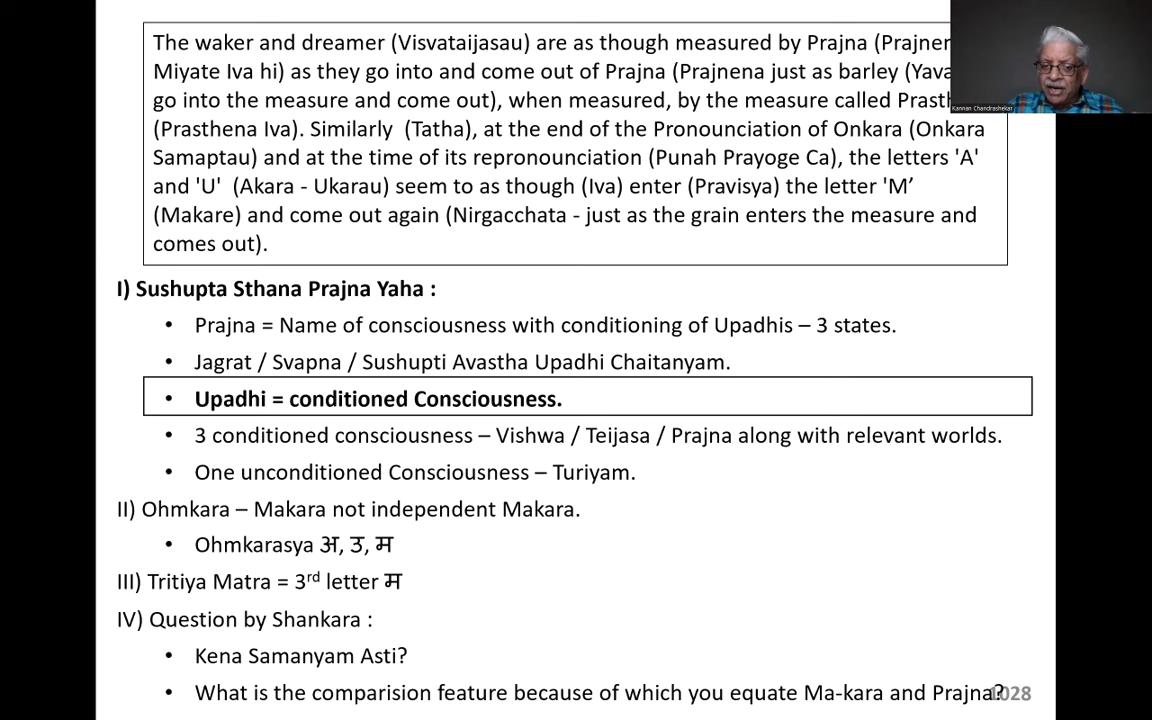 The waker and dreamer (Visvataijasau) are as though measured by Prajna (Prajnen
Miyate Iva hi) as they go into and come out of Prajna (Prajnena just as barley (Yava
go into the measure and come out), when measured, by the measure called Prasth
(Prasthena Iva). Similarly (Tatha), at the end of the Pronounciation of Onkara (Onkara
Samaptau) and at the time of its repronounciation (Punah Prayoge Ca), the letters 'A'
and 'U' (Akara - Ukarau) seem to as though (Iva) enter (Pravisya) the letter 'M’
(Makare) and come out again (Nirgacchata - just as the grain enters the measure and
comes out).
Kannan Chandrashekar
I) Sushupta Sthana Prajna Yaha :
• Prajna = Name of consciousness with conditioning of Upadhis – 3 states.
• Jagrat / Svapna / Sushupti Avastha Upadhi Chaitanyam.
• Upadhi = conditioned Consciousness.
• 3 conditioned consciousness – Vishwa / Teijasa / Prajna along with relevant worlds.
• One unconditioned Consciousness – Turiyam.
II) Ohmkara – Makara not independent Makara.
• Ohmkarasya अ, उ, म
III) Tritiya Matra = 3rd letter म
IV) Question by Shankara :
• Kena Samanyam Asti?
• What is the comparision feature because of which you equate Ma-kara and Prajna?
1028